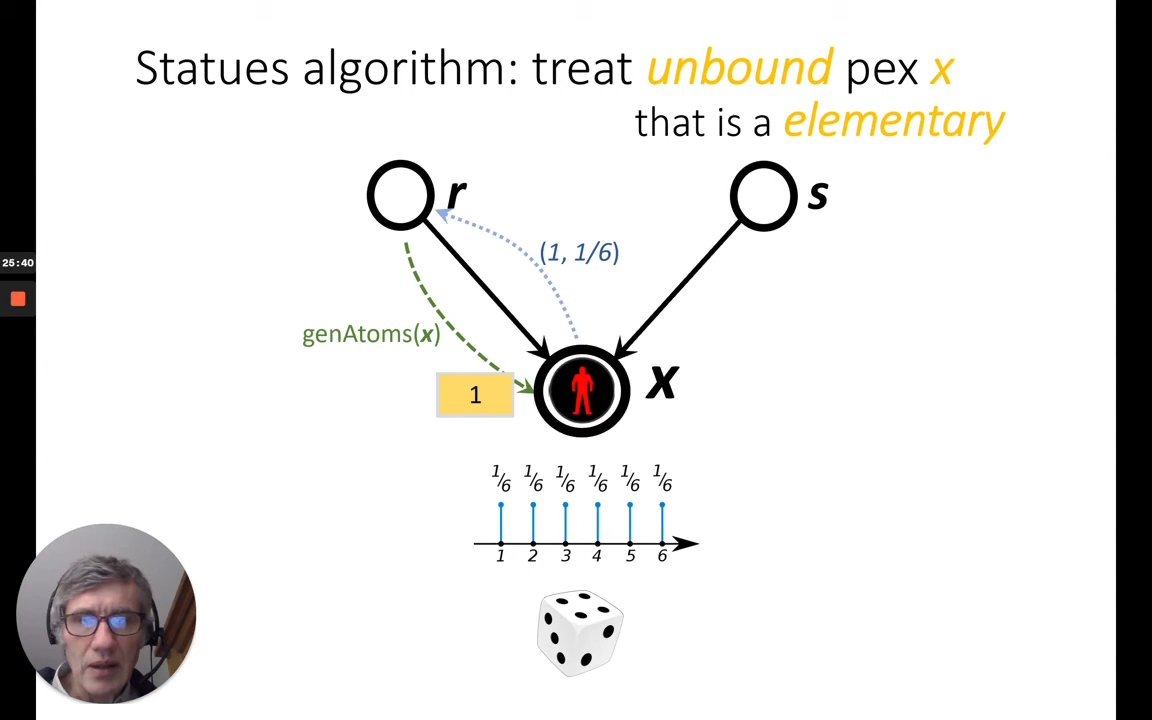 Statues algorithm: treat unbound pex x
that is a elementary
r
s
(1, 1/6)
25:40
genAtoms(x)
1
x
1/6 1/6 1/6 1/6 1/6 1/6
1 2 3 4 5 6